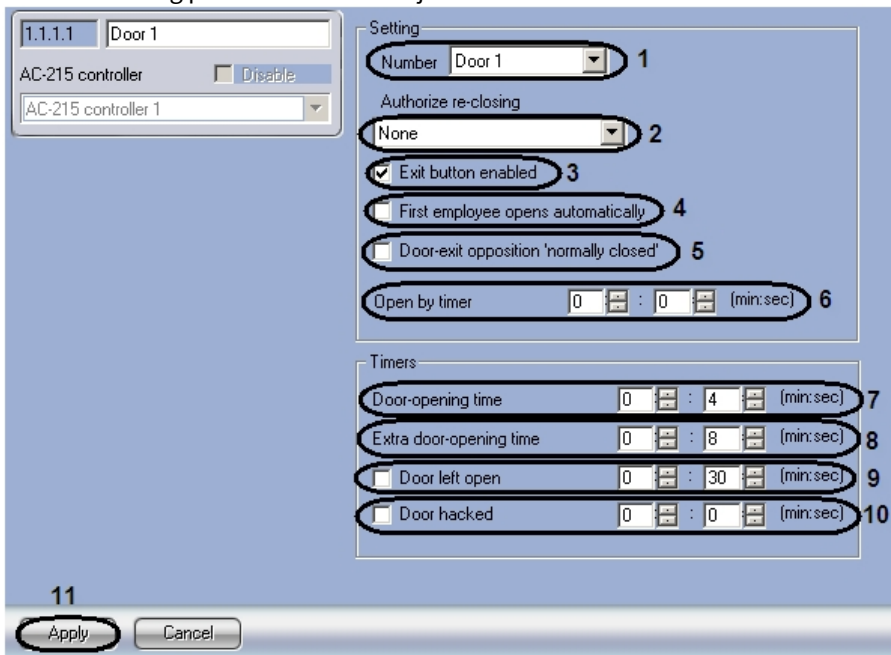 1.1.1.1 Door 1
AC-215 controller Disable
AC-215 controller 1
Setting
Number Door 1 1
Authorize re-closing
None 2
Exit button enabled 3
First employee opens automatically 4
Door-exit opposition 'normally closed' 5
Open by timer 0 : 0 (min:sec) 6
Timers
Door-opening time 0 : 4 (min:sec) 7
Extra door-opening time 0 : 8 (min:sec) 8
Door left open 0 : 30 (min:sec) 9
Door hacked 0 : 0 (min:sec) 10
11
Apply Cancel